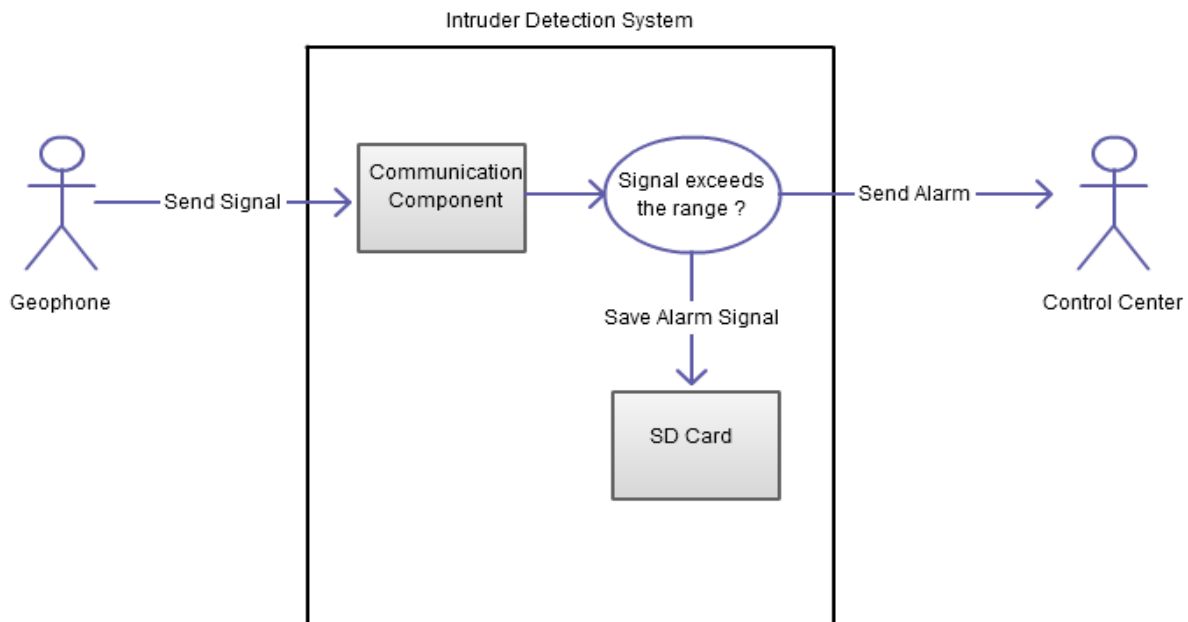 Intruder Detection System
Communication
Component
Signal exceeds
the range ?
Send Signal
Send Alarm
Geophone
Control Center
Save Alarm Signal
SD Card